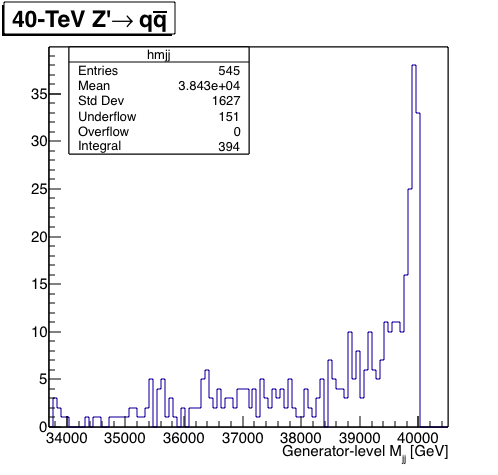 40-TeV Z'→ qq̅
hmjj
Entries 545
Mean 3.843e+04
Std Dev 1627
Underflow 151
Overflow 0
Integral 394
35
30
25
20
15
10
5
0
34000 35000 36000 37000 38000 39000 40000
Generator-level M_jj [GeV]